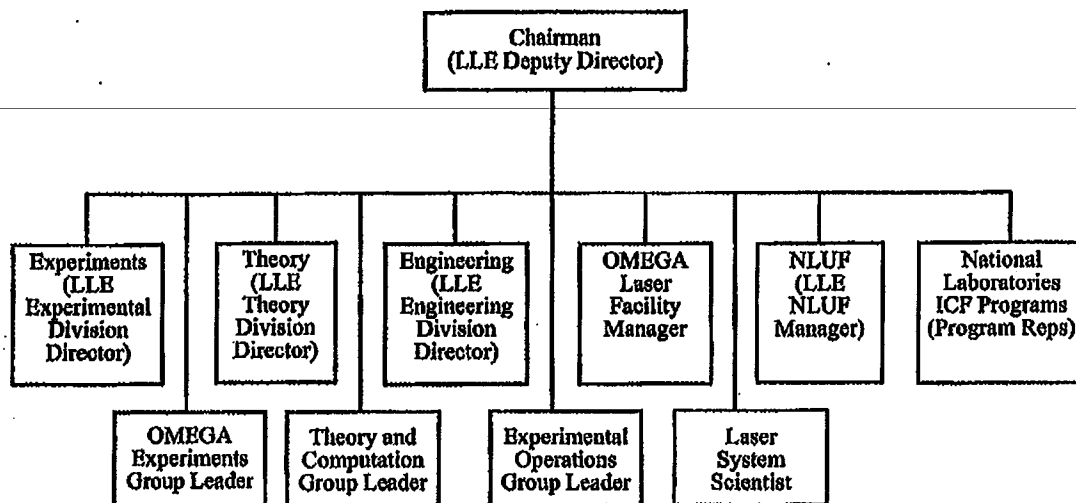 Chairman
(LLE Deputy Director)
Experiments
(LLE
Experimental
Division
Director)
Theory
(LLE
Theory
Division
Director)
Engineering
(LLE
Engineering
Division
Director)
OMEGA
Laser
Facility
Manager
NLUF
(LLE
NLUF
Manager)
National
Laboratories
ICF Programs
(Program Reps)
OMEGA
Experiments
Group Leader
Theory and
Computation
Group Leader
Experimental
Operations
Group Leader
Laser
System
Scientist